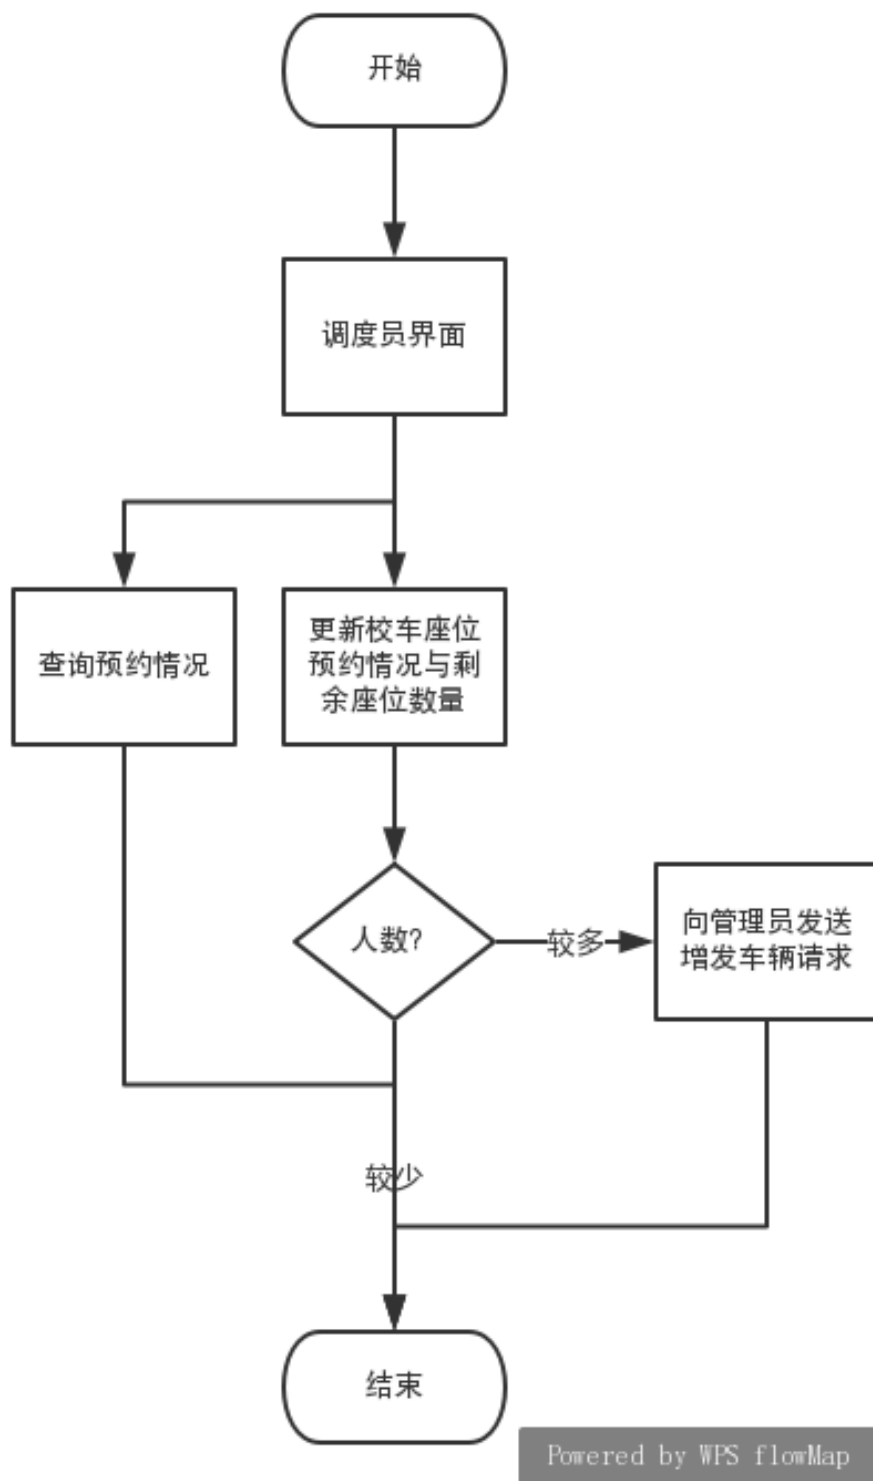 开始
调度员界面
查询预约情况
更新校车座位
预约情况与剩
余座位数量
人数?
较多
向管理员发送
增发车辆请求
较少
结束
Powered by WPS flowMap